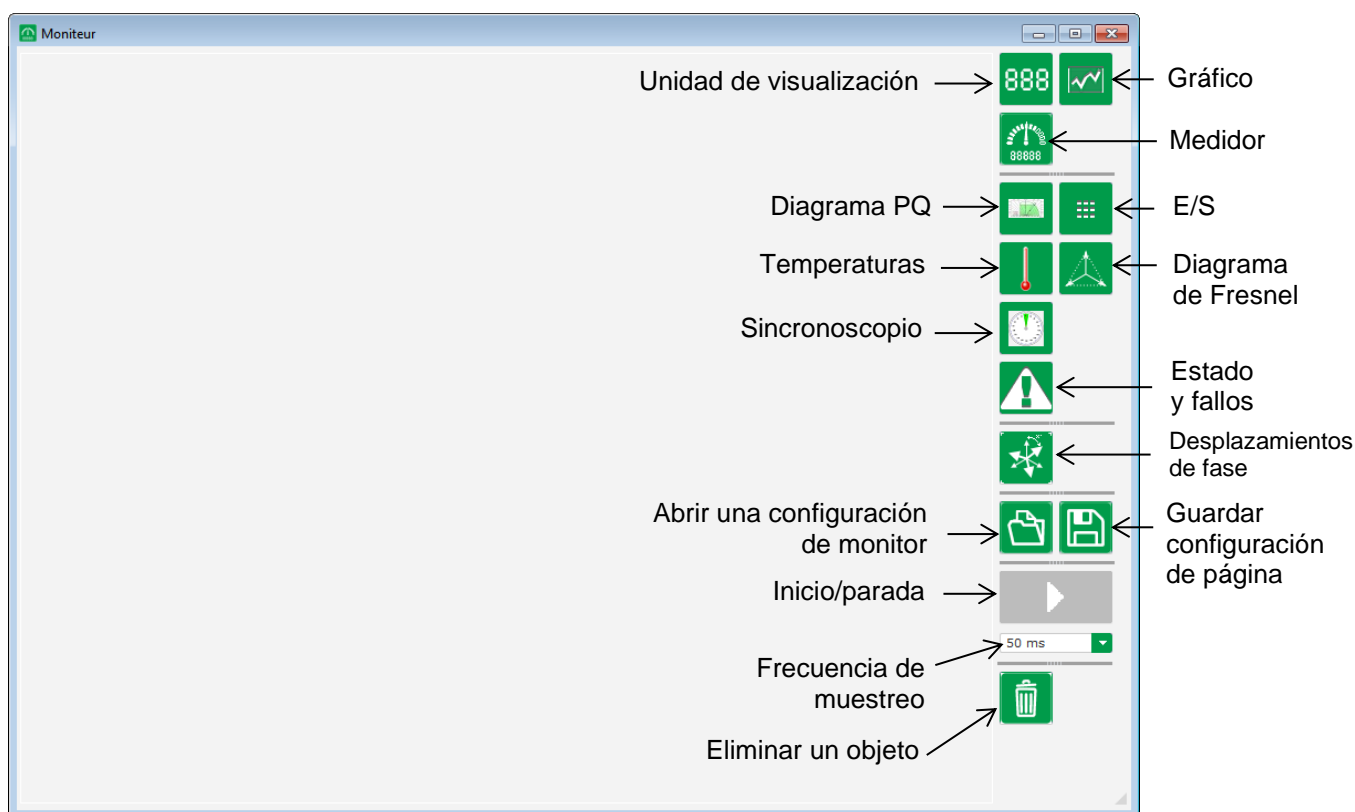 Moniteur
Unidad de visualización
888
Gráfico
88888
Medidor
Diagrama PQ
E/S
Temperaturas
Diagrama
de Fresnel
Sincronoscopio
Estado
y fallos
Desplazamientos
de fase
Abrir una configuración
de monitor
Guardar
configuración
de página
Inicio/parada
50 ms
Frecuencia de
muestreo
Eliminar un objeto